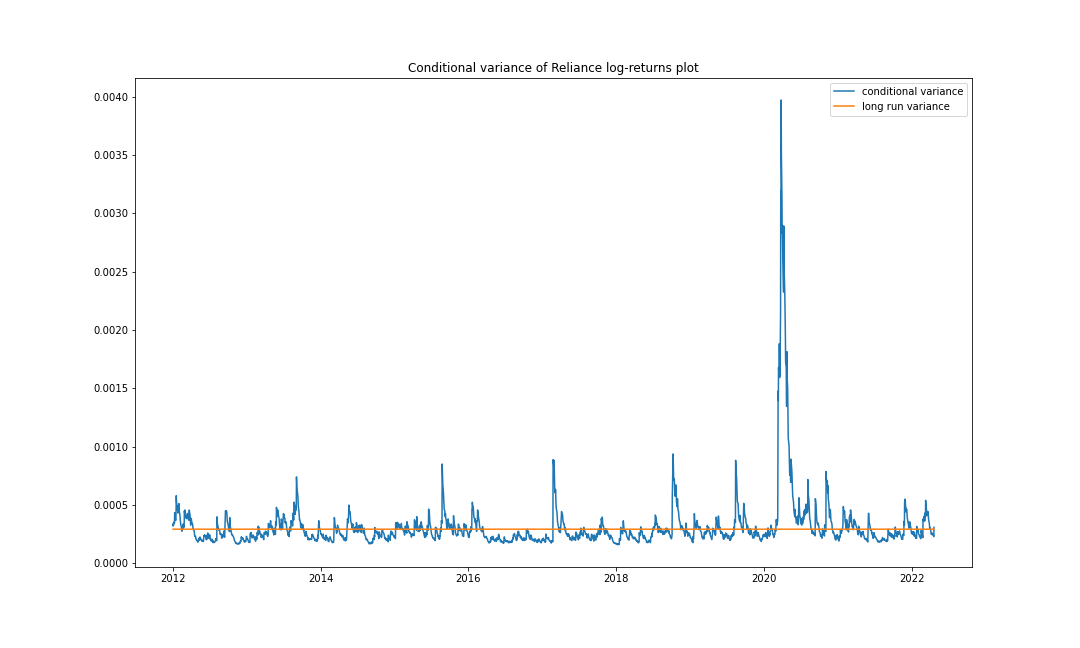 Conditional variance of Reliance log-returns plot
conditional variance
long run variance
0.0040
0.0035
0.0030
0.0025
0.0020
0.0015
0.0010
0.0005
0.0000
2012 2014 2016 2018 2020 2022